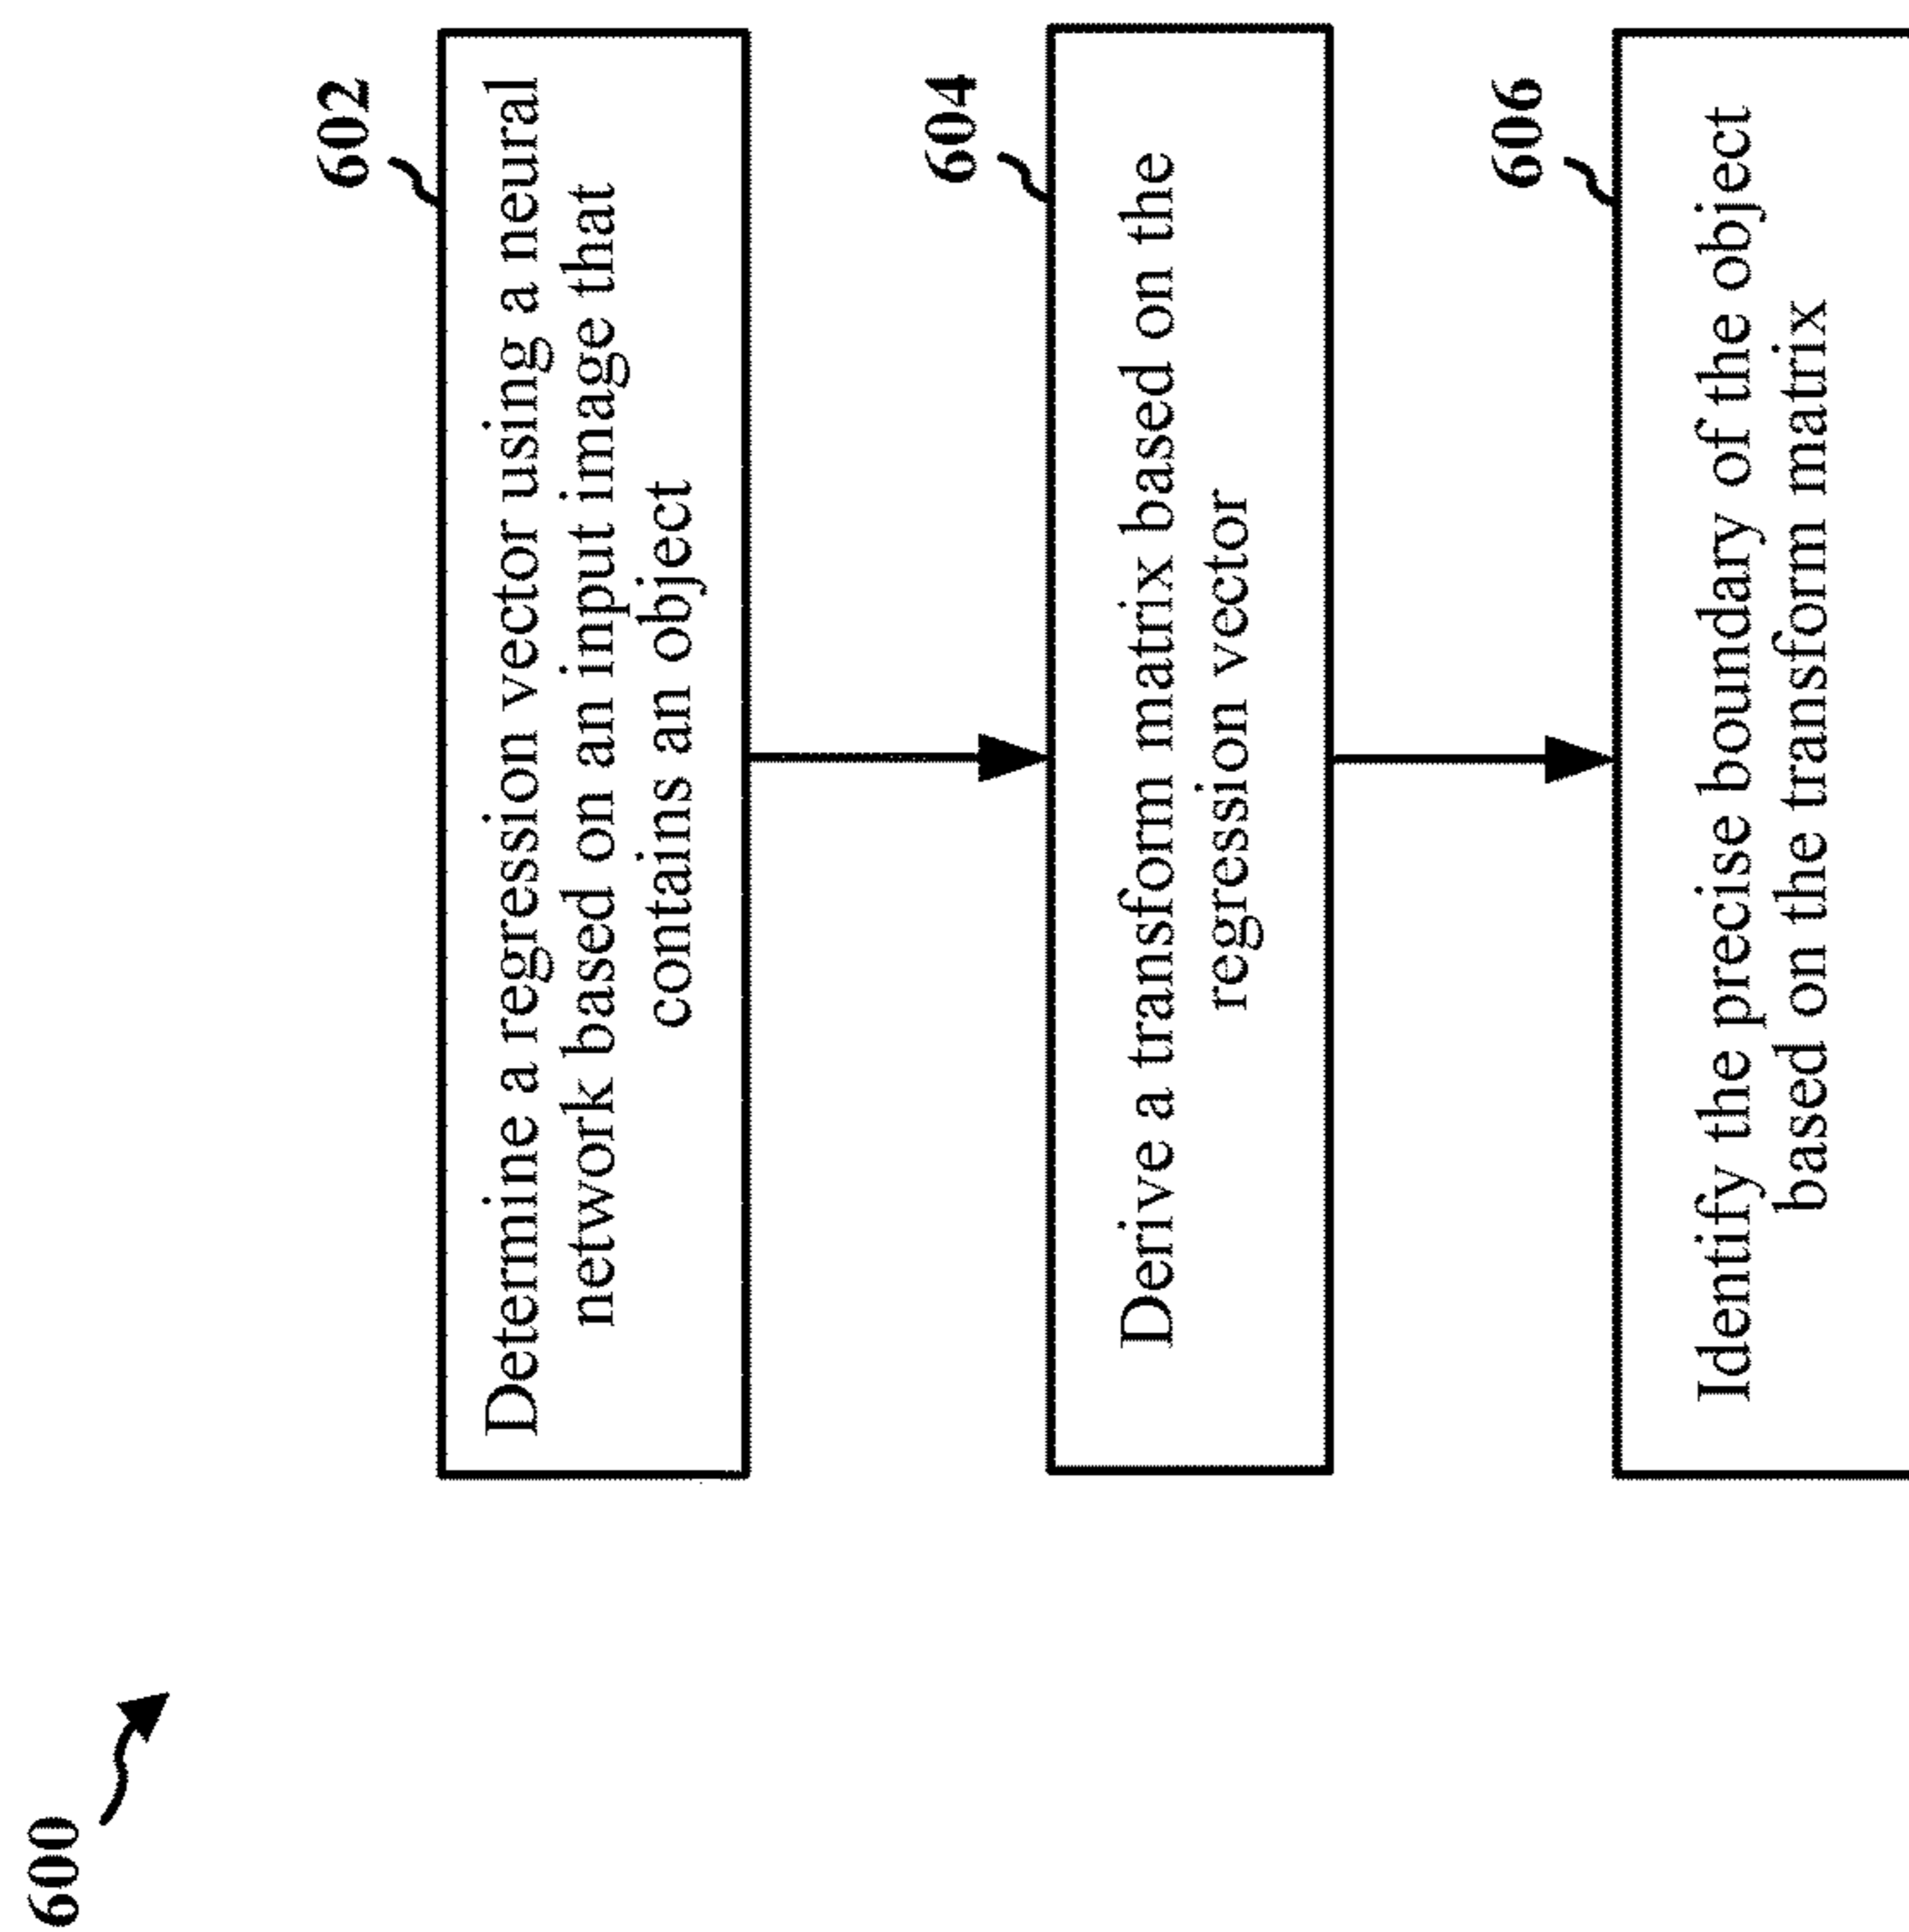 600
602
Determine a regression vector using a neural
network based on an input image that
contains an object
604
Derive a transform matrix based on the
regression vector
606
Identify the precise boundary of the object
based on the transform matrix